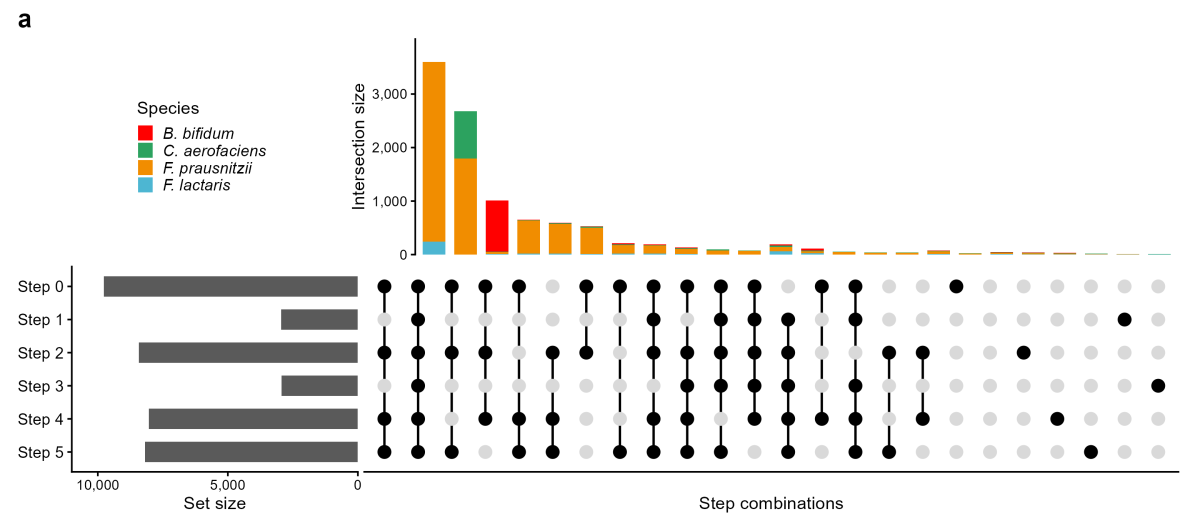 a
Species
B. bifidum
C. aerofaciens
F. prausnitzii
F. lactaris
Intersection size
3,000
2,000
1,000
0
Step 0
Step 1
Step 2
Step 3
Step 4
Step 5
10,000 5,000 0
Set size
Step combinations